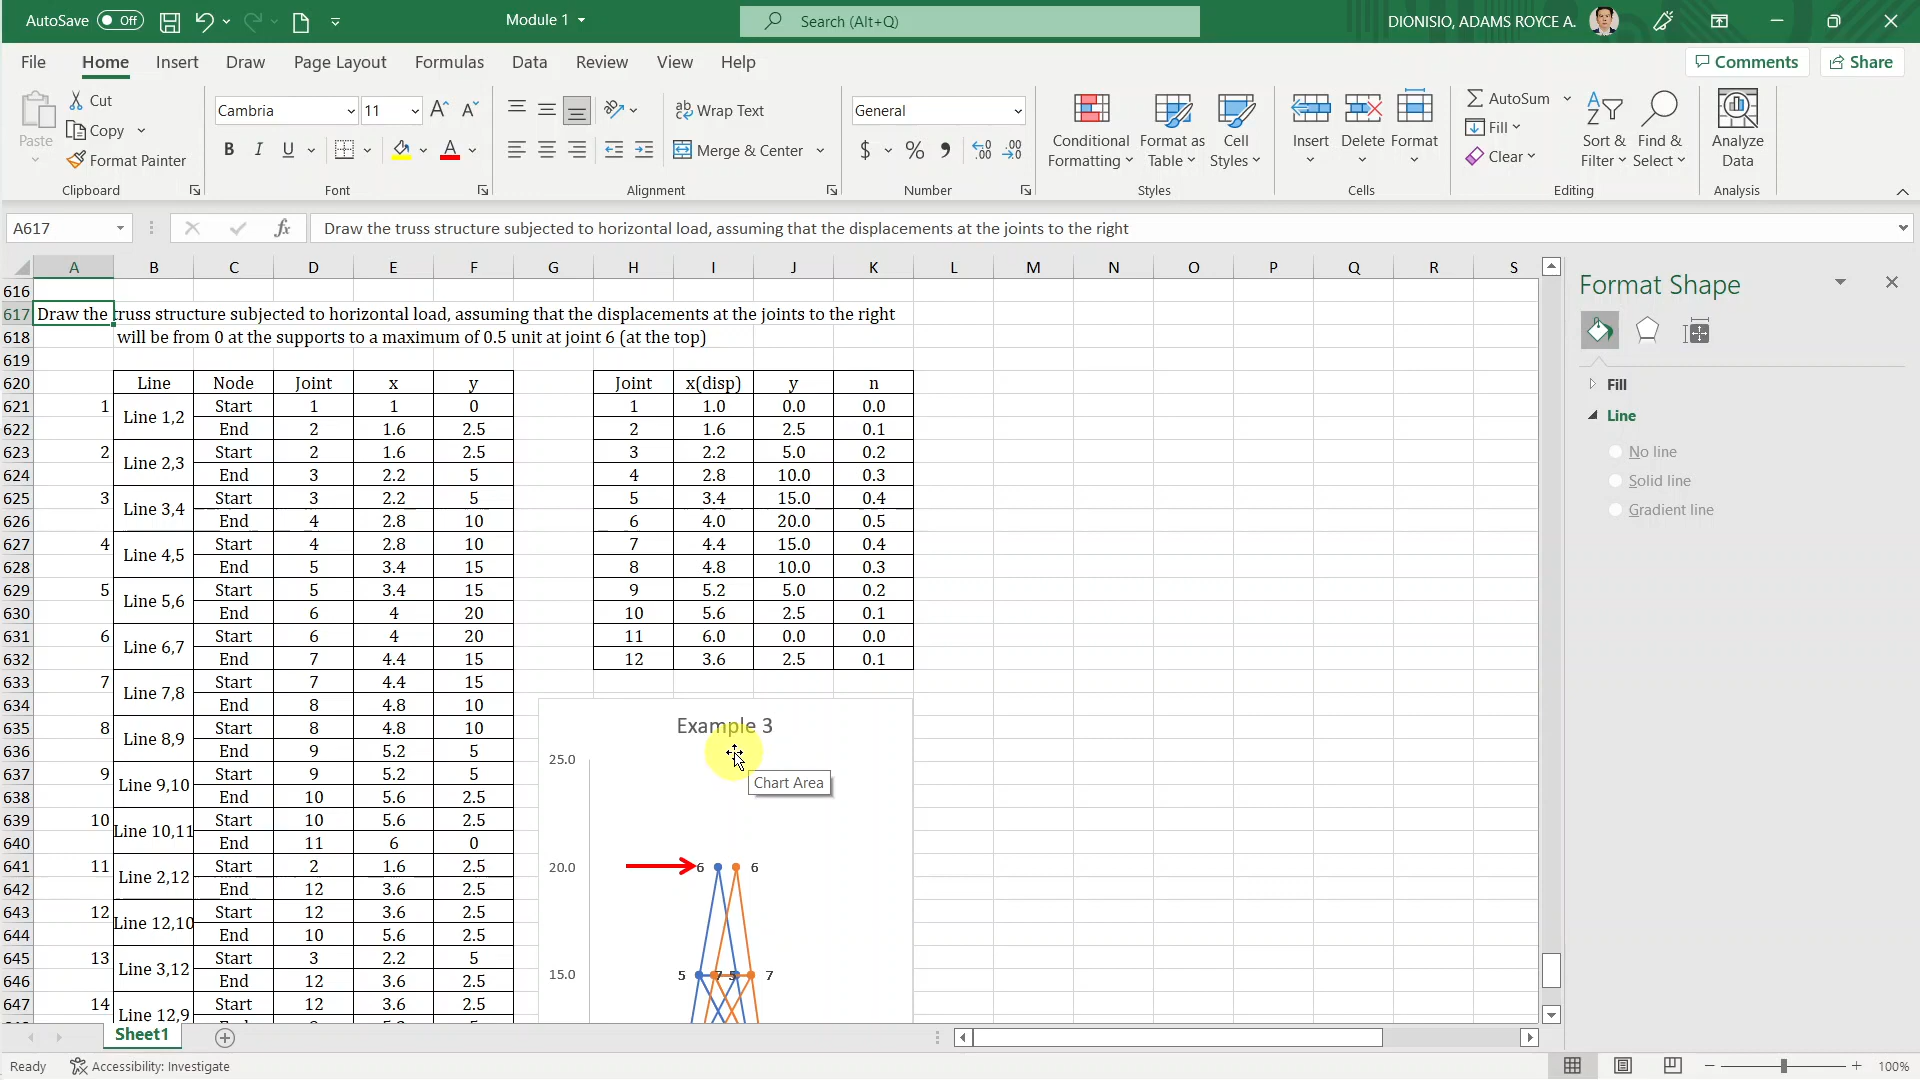 AutoSave Off Module 1 Search (Alt+Q) DIONISIO, ADAMS ROYCE A.
File Home Insert Draw Page Layout Formulas Data Review View Help Comments Share
Paste Cut Copy Format Painter Clipboard
Cambria 11 A A B I U A Font
Wrap Text Merge & Center Alignment
General $ % , .00 Number
Conditional Formatting Format as Table Cell Styles Styles
Insert Delete Format Cells
AutoSum Fill Clear Sort & Filter Find & Select Editing
Analyze Data Analysis
A617 fx Draw the truss structure subjected to horizontal load, assuming that the displacements at the joints to the right
A B C D E F G H I J K L M N O P Q R S
616
617 Draw the truss structure subjected to horizontal load, assuming that the displacements at the joints to the right
618 will be from 0 at the supports to a maximum of 0.5 unit at joint 6 (at the top)
619
620 Line Node Joint x y Joint x(disp) y n
621 1 Line 1,2 Start 1 1 0 1 1.0 0.0 0.0
622 End 2 1.6 2.5 2 1.6 2.5 0.1
623 2 Line 2,3 Start 2 1.6 2.5 3 2.2 5.0 0.2
624 End 3 2.2 5 4 2.8 10.0 0.3
625 3 Line 3,4 Start 3 2.2 5 5 3.4 15.0 0.4
626 End 4 2.8 10 6 4.0 20.0 0.5
627 4 Line 4,5 Start 4 2.8 10 7 4.4 15.0 0.4
628 End 5 3.4 15 8 4.8 10.0 0.3
629 5 Line 5,6 Start 5 3.4 15 9 5.2 5.0 0.2
630 End 6 4 20 10 5.6 2.5 0.1
631 6 Line 6,7 Start 6 4 20 11 6.0 0.0 0.0
632 End 7 4.4 15 12 3.6 2.5 0.1
633 7 Line 7,8 Start 7 4.4 15
634 End 8 4.8 10
635 8 Line 8,9 Start 8 4.8 10
636 End 9 5.2 5
637 9 Line 9,10 Start 9 5.2 5
638 End 10 5.6 2.5
639 10 Line 10,11 Start 10 5.6 2.5
640 End 11 6 0
641 11 Line 2,12 Start 2 1.6 2.5
642 End 12 3.6 2.5
643 12 Line 12,10 Start 12 3.6 2.5
644 End 10 5.6 2.5
645 13 Line 3,12 Start 3 2.2 5
646 End 12 3.6 2.5
647 14 Line 12,9 Start 12 3.6 2.5
Example 3
Chart Area
25.0
20.0 6 6
15.0 5 7 5 7
Format Shape
Fill
Line
No line
Solid line
Gradient line
Sheet1
Ready Accessibility: Investigate 100%